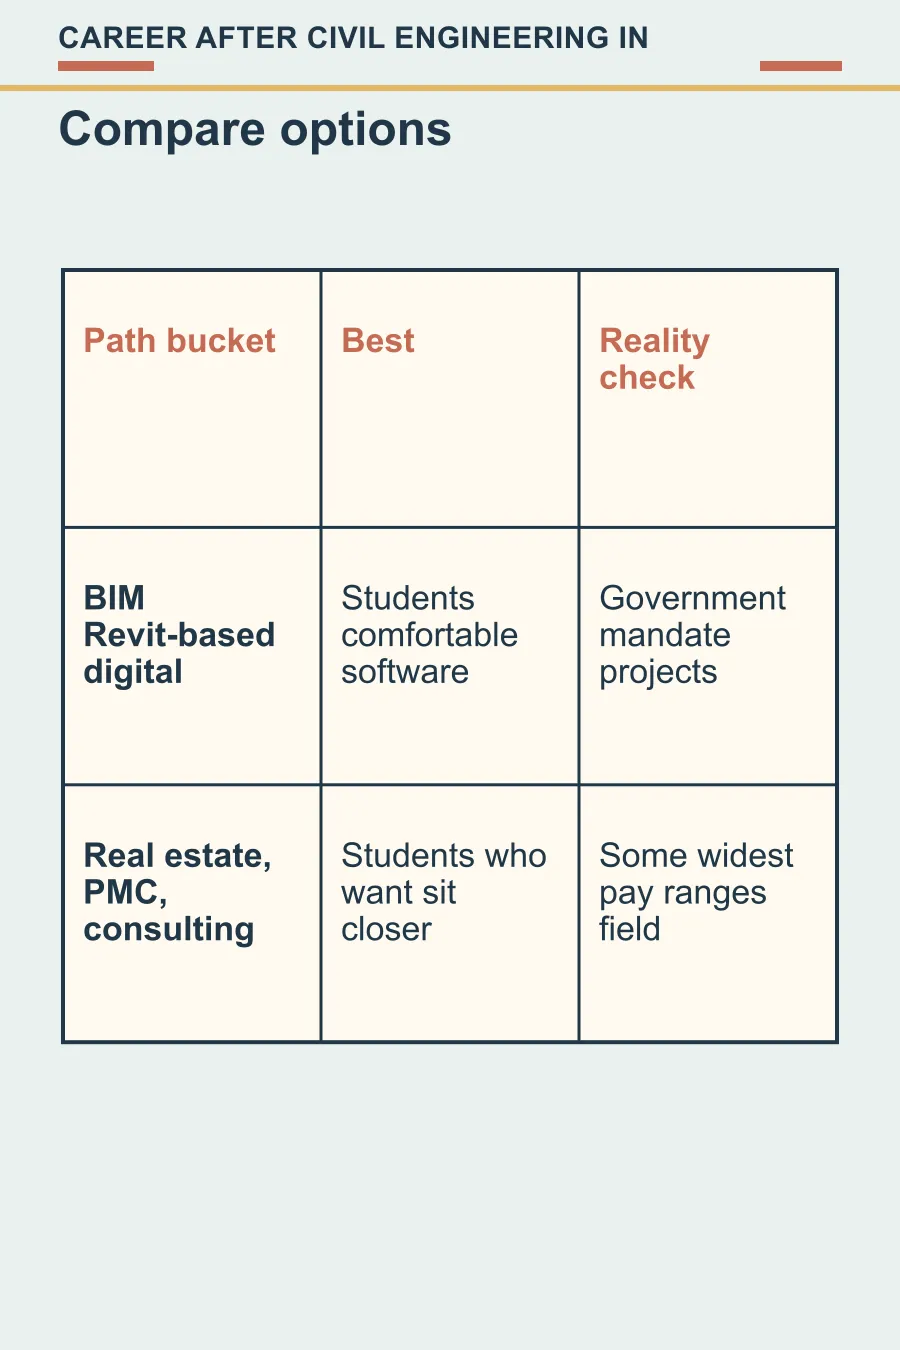 CAREER AFTER CIVIL ENGINEERING IN
Compare options
Path bucket
Best
Reality
check
BIM
Revit-based
digital
Students
comfortable
software
Government
mandate
projects
Real estate,
PMC,
consulting
Students who
want sit
closer
Some widest
pay ranges
field